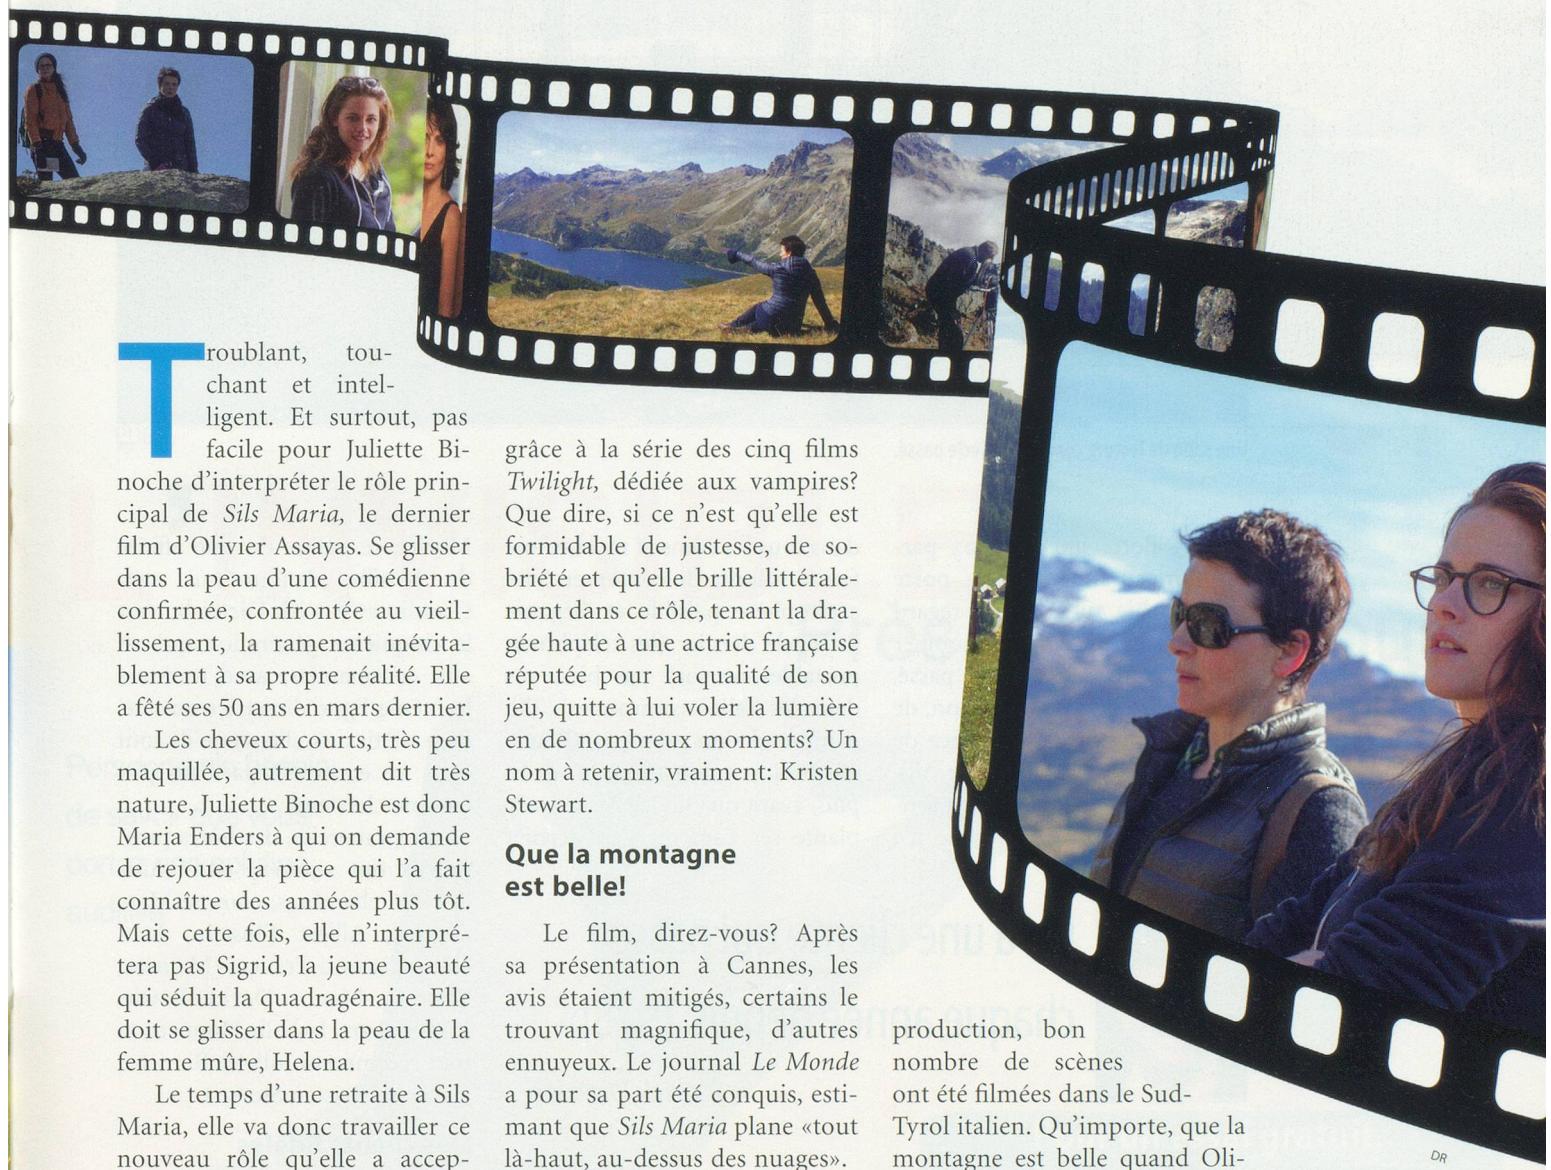 Troublant, tou-
chant et intel-
ligent. Et surtout, pas
facile pour Juliette Bi-
noche d'interpréter le rôle prin-
cipal de Sils Maria, le dernier
film d'Olivier Assayas. Se glisser
dans la peau d'une comédienne
confirmée, confrontée au vieil-
lissement, la ramenait inévita-
blement à sa propre réalité. Elle
a fêté ses 50 ans en mars dernier.
Les cheveux courts, très peu
maquillée, autrement dit très
nature, Juliette Binoche est donc
Maria Enders à qui on demande
de rejouer la pièce qui l'a fait
connaître des années plus tôt.
Mais cette fois, elle n'interpré-
tera pas Sigrid, la jeune beauté
qui séduit la quadragénaire. Elle
doit se glisser dans la peau de la
femme mûre, Helena.
Le temps d'une retraite à Sils
Maria, elle va donc travailler ce
nouveau rôle qu'elle a accep-
grâce à la série des cinq films
Twilight, dédiée aux vampires?
Que dire, si ce n'est qu'elle est
formidable de justesse, de so-
briété et qu'elle brille littérale-
ment dans ce rôle, tenant la dra-
gée haute à une actrice française
réputée pour la qualité de son
jeu, quitte à lui voler la lumière
en de nombreux moments? Un
nom à retenir, vraiment: Kristen
Stewart.
Que la montagne
est belle!
Le film, direz-vous? Après
sa présentation à Cannes, les
avis étaient mitigés, certains le
trouvant magnifique, d'autres
ennuyeux. Le journal Le Monde
a pour sa part été conquis, esti-
mant que Sils Maria plane «tout
là-haut, au-dessus des nuages».
production, bon
nombre de scènes
ont été filmées dans le Sud-
Tyrol italien. Qu'importe, que la
montagne est belle quand Oli-
DR